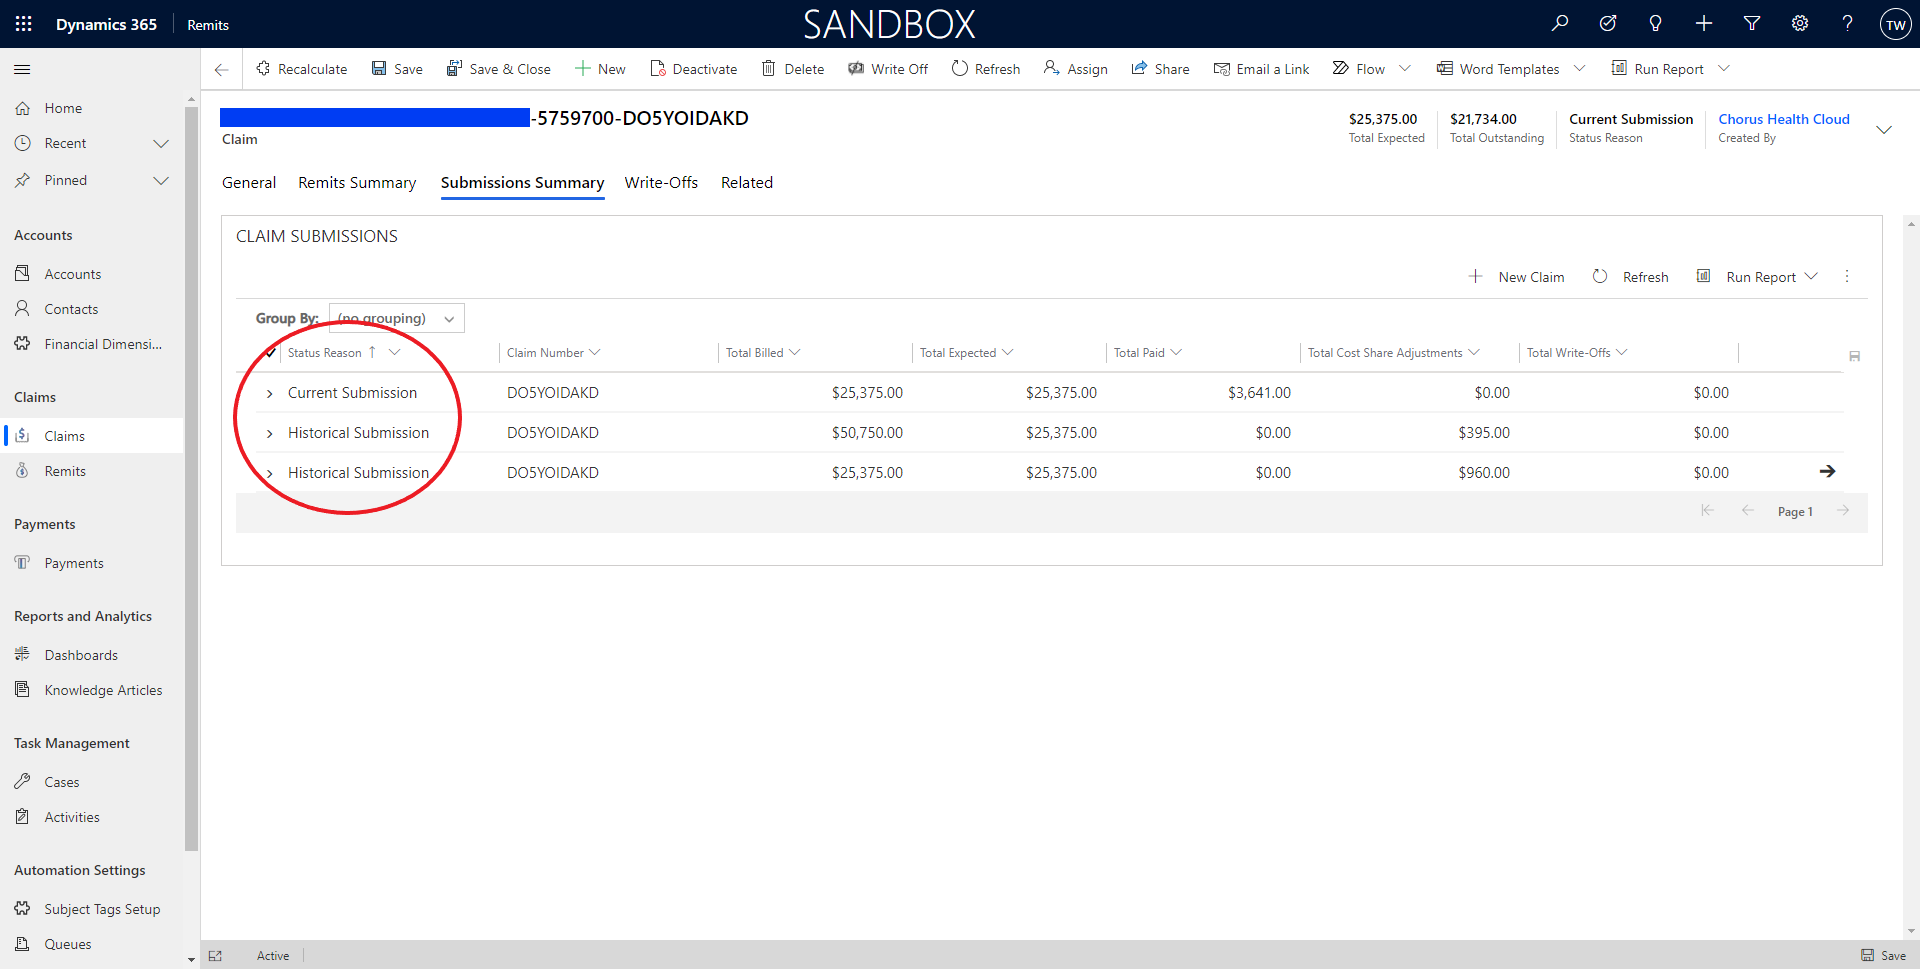 Dynamics 365 Remits SANDBOX TW
Recalculate Save Save & Close New Deactivate Delete Write Off Refresh Assign Share Email a Link Flow Word Templates Run Report
Home
Recent
Pinned
Accounts
Accounts
Contacts
Financial Dimensi...
Claims
Claims
Remits
Payments
Payments
Reports and Analytics
Dashboards
Knowledge Articles
Task Management
Cases
Activities
Automation Settings
Subject Tags Setup
Queues
-5759700-DO5YOIDAKD
Claim
$25,375.00 $21,734.00 Current Submission Chorus Health Cloud
Total Expected Total Outstanding Status Reason Created By
General Remits Summary Submissions Summary Write-Offs Related
CLAIM SUBMISSIONS
New Claim Refresh Run Report
Group By: (no grouping)
Status Reason Claim Number Total Billed Total Expected Total Paid Total Cost Share Adjustments Total Write-Offs
Current Submission DO5YOIDAKD $25,375.00 $25,375.00 $3,641.00 $0.00 $0.00
Historical Submission DO5YOIDAKD $50,750.00 $25,375.00 $0.00 $395.00 $0.00
Historical Submission DO5YOIDAKD $25,375.00 $25,375.00 $0.00 $960.00 $0.00
Page 1
Active Save